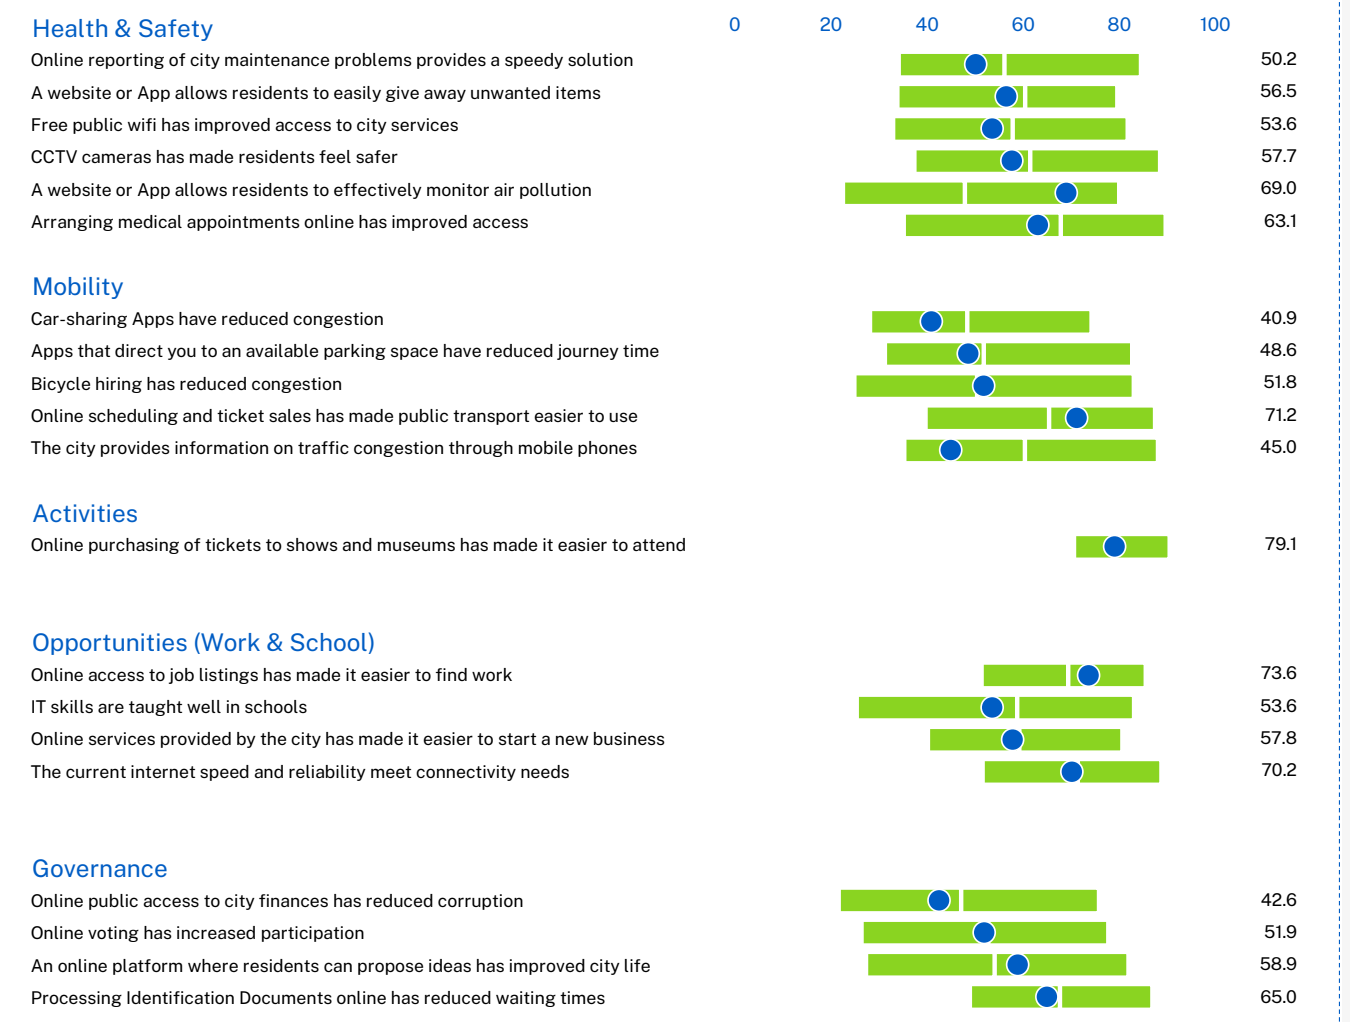 Health & Safety 0 20 40 60 80 100
Online reporting of city maintenance problems provides a speedy solution 50.2
A website or App allows residents to easily give away unwanted items 56.5
Free public wifi has improved access to city services 53.6
CCTV cameras has made residents feel safer 57.7
A website or App allows residents to effectively monitor air pollution 69.0
Arranging medical appointments online has improved access 63.1
Mobility
Car-sharing Apps have reduced congestion 40.9
Apps that direct you to an available parking space have reduced journey time 48.6
Bicycle hiring has reduced congestion 51.8
Online scheduling and ticket sales has made public transport easier to use 71.2
The city provides information on traffic congestion through mobile phones 45.0
Activities
Online purchasing of tickets to shows and museums has made it easier to attend 79.1
Opportunities (Work & School)
Online access to job listings has made it easier to find work 73.6
IT skills are taught well in schools 53.6
Online services provided by the city has made it easier to start a new business 57.8
The current internet speed and reliability meet connectivity needs 70.2
Governance
Online public access to city finances has reduced corruption 42.6
Online voting has increased participation 51.9
An online platform where residents can propose ideas has improved city life 58.9
Processing Identification Documents online has reduced waiting times 65.0